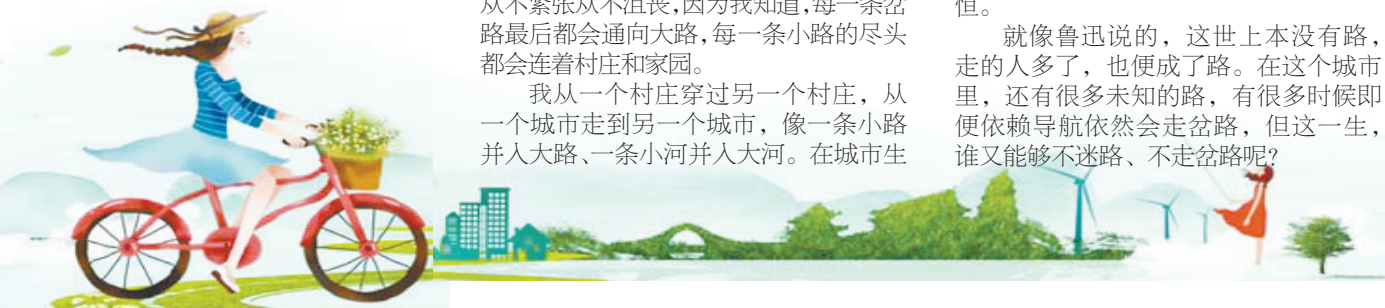 从不紧张从不沮丧,因为我知道,每一条岔
路最后都会通向大路,每一条小路的尽头
都会连着村庄和家园。
我从一个村庄穿过另一个村庄，从
一个城市走到另一个城市，像一条小路
并入大路、一条小河并入大河。在城市生
恒。
就像鲁迅说的，这世上本没有路，
走的人多了，也便成了路。在这个城市
里，还有很多未知的路，有很多时候即
便依赖导航依然会走岔路，但这一生，
谁又能够不迷路、不走岔路呢?